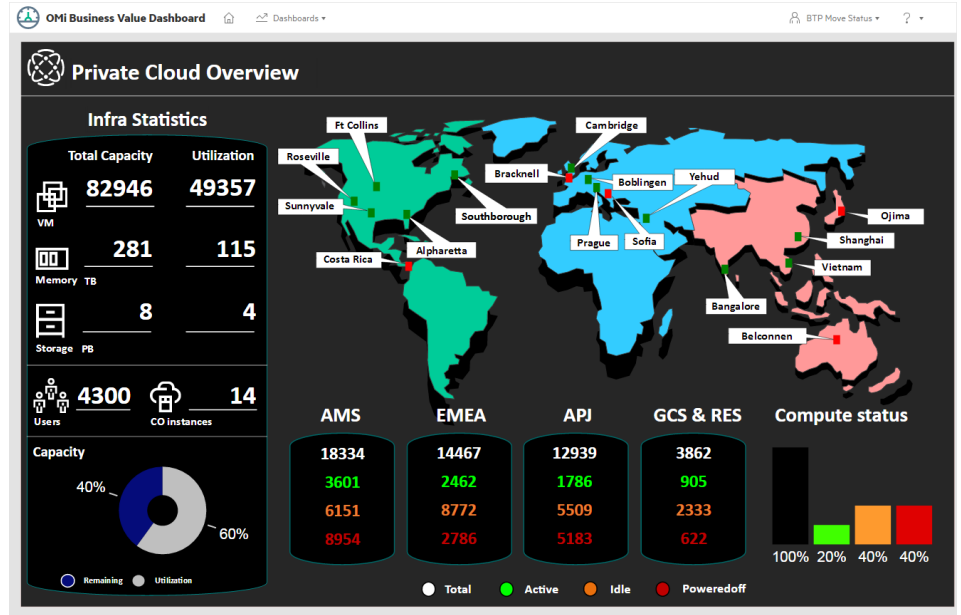 OMi Business Value Dashboard
Dashboards
BTP Move Status
?
Private Cloud Overview
Infra Statistics
Total Capacity Utilization
82946 49357
VM
281 115
Memory TB
8 4
Storage PB
4300 14
Users CO instances
Capacity
40%
60%
Remaining Utilization
Ft Collins
Cambridge
Roseville
Bracknell
Boblingen
Yehud
Sunnyvale
Southborough
Ojima
Alpharetta
Prague
Sofia
Shanghai
Costa Rica
Vietnam
Bangalore
Belconnen
AMS EMEA APJ GCS & RES
18334 14467 12939 3862
3601 2462 1786 905
6151 8772 5509 2333
8954 2786 5183 622
Total Active Idle Poweredoff
Compute status
100% 20% 40% 40%